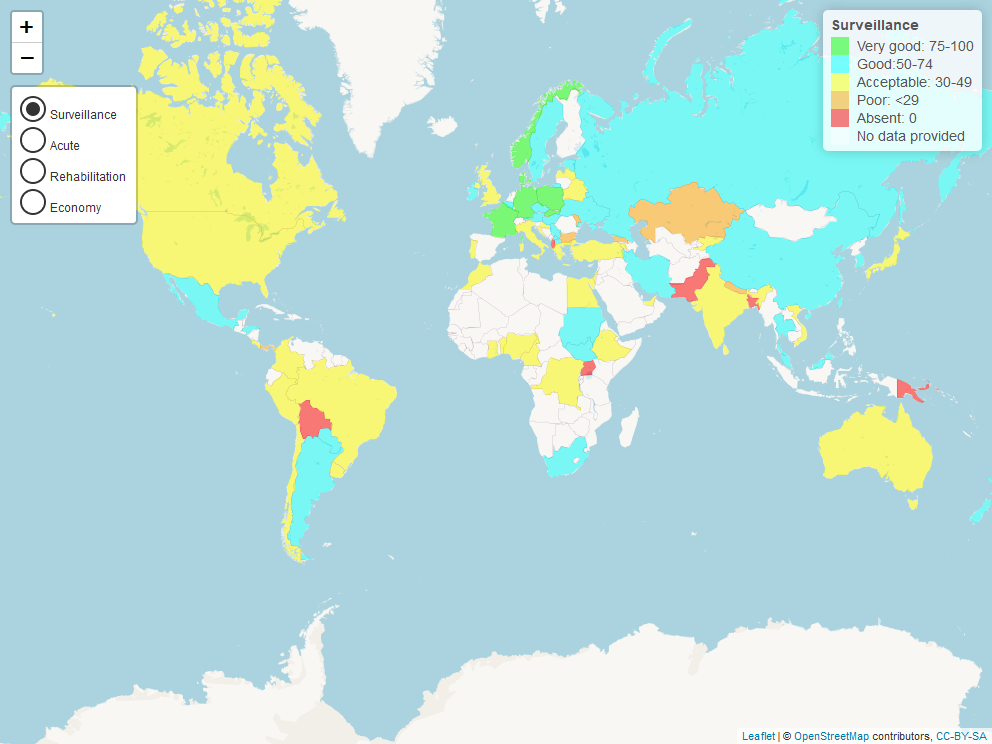 +
−
Surveillance
Acute
Rehabilitation
Economy
Surveillance
Very good: 75-100
Good:50-74
Acceptable: 30-49
Poor: <29
Absent: 0
No data provided
Leaflet | © OpenStreetMap contributors, CC-BY-SA